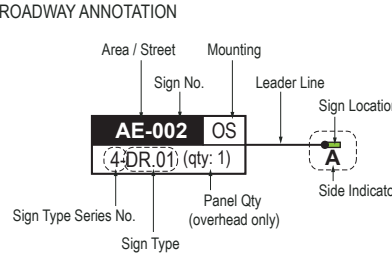 ROADWAY ANNOTATION
Area / Street
Mounting
Sign No.
Leader Line
Sign Location
AE-002 OS
4-DR.01 (qty: 1)
A
Sign Type Series No.
Panel Qty
(overhead only)
Side Indicato
Sign Type